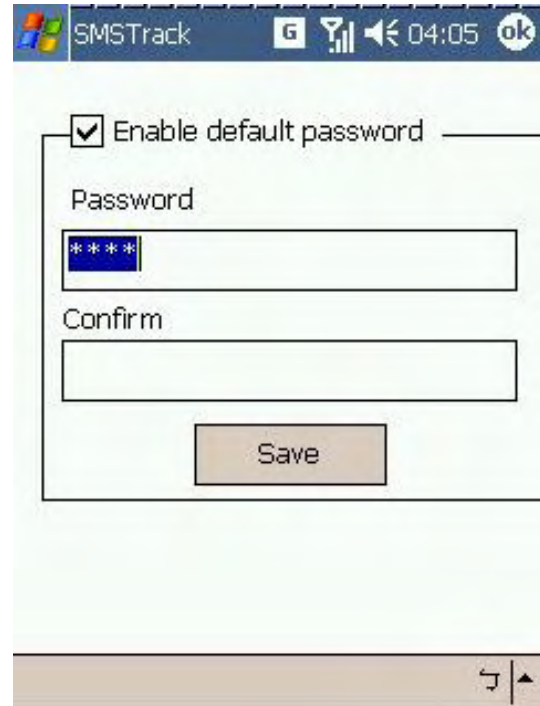 SMSTrack G 04:05 ok
Enable default password
Password
****
Confirm
Save
ㄅ